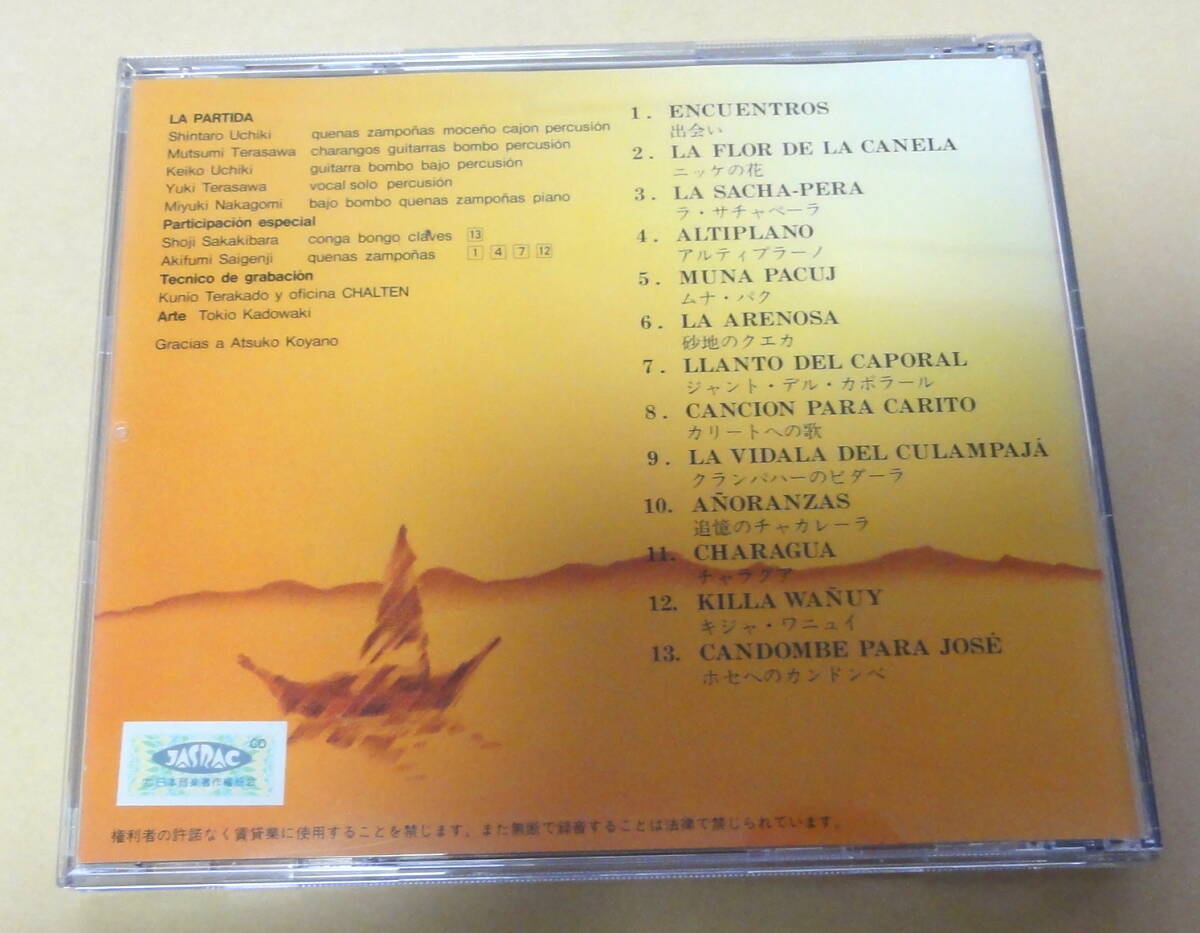 LA PARTIDA
Shintaro Uchiki quenas zampoñas moceño cajon percusión
Mutsumi Terasawa charangos guitarras bombo percusión
Keiko Uchiki guitarra bombo bajo percusión
Yuki Terasawa vocal solo percusión
Miyuki Nakagomi bajo bombo quenas zampoñas piano
Participación especial
Shoji Sakakibara conga bongo claves 13
Akifumi Saigenji quenas zampoñas 1 4 7 12
Tecnico de grabación
Kunio Terakado y oficina CHALTEN
Arte Tokio Kadowaki
Gracias a Atsuko Koyano
1. ENCUENTROS
出会い
2. LA FLOR DE LA CANELA
ニッケの花
3. LA SACHA-PERA
ラ・サチャペーラ
4. ALTIPLANO
アルティプラーノ
5. MUNA PACUJ
ムナ・パク
6. LA ARENOSA
砂地のクエカ
7. LLANTO DEL CAPORAL
ジャント・デル・カポラール
8. CANCION PARA CARITO
カリートへの歌
9. LA VIDALA DEL CULAMPAJÁ
クランパハーのビダーラ
10. AÑORANZAS
追憶のチャカレーラ
11. CHARAGUA
チャラグア
12. KILLA WAÑUY
キジャ・ワニュイ
13. CANDOMBE PARA JOSÉ
ホセへのカンドンベ
CD
JASRAC
日本音楽著作権協会
権利者の許諾なく賃貸業に使用することを禁じます。また無断で録音することは法律で禁じられています。